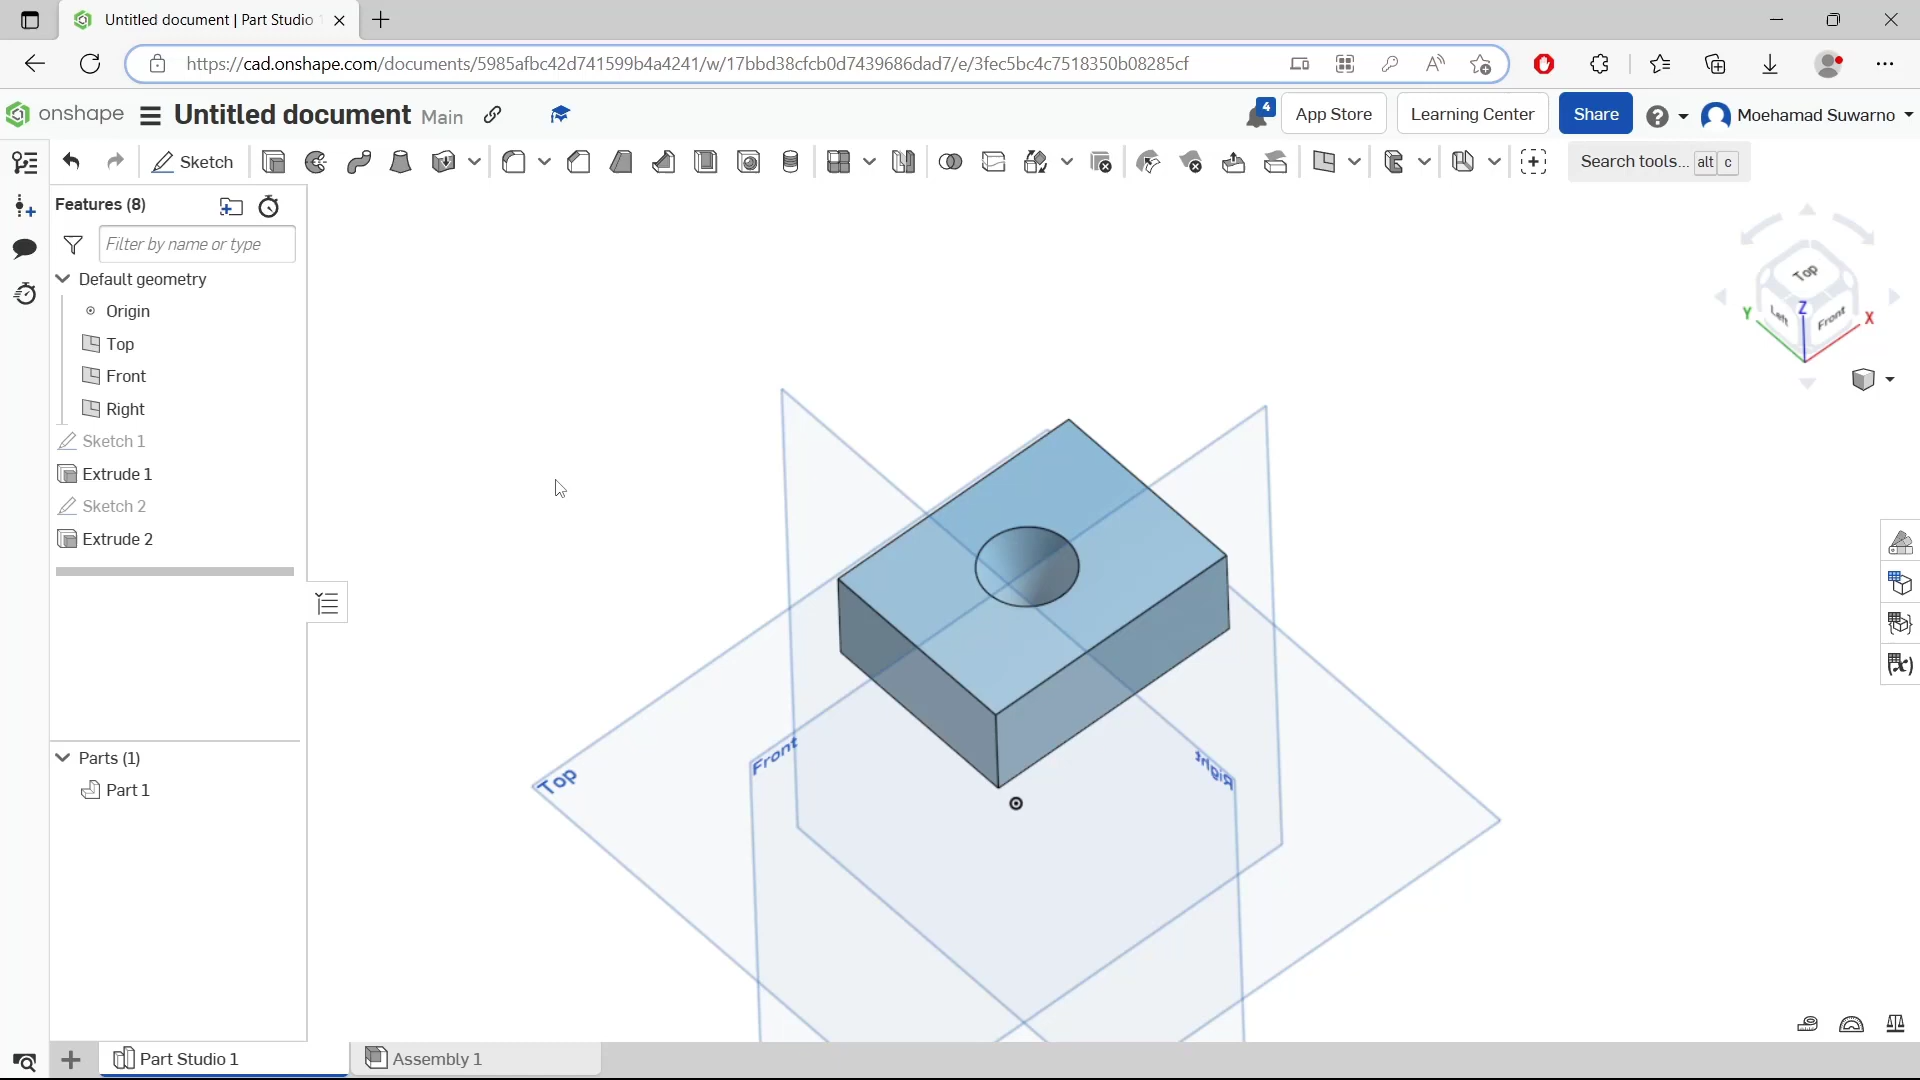 Untitled document | Part Studio 1
https://cad.onshape.com/documents/5985afbc42d741599b4a4241/w/17bbd38cfcb0d7439686dad7/e/3fec5bc4c7518350b08285cf
onshape
Untitled document Main
4
App Store
Learning Center
Share
Moehamad Suwarno
Sketch
Search tools... alt c
Features (8)
Filter by name or type
Default geometry
Origin
Top
Front
Right
Sketch 1
Extrude 1
Sketch 2
Extrude 2
Parts (1)
Part 1
Top
Left
Front
Z
Y
X
Front
Right
Top
Part Studio 1
Assembly 1